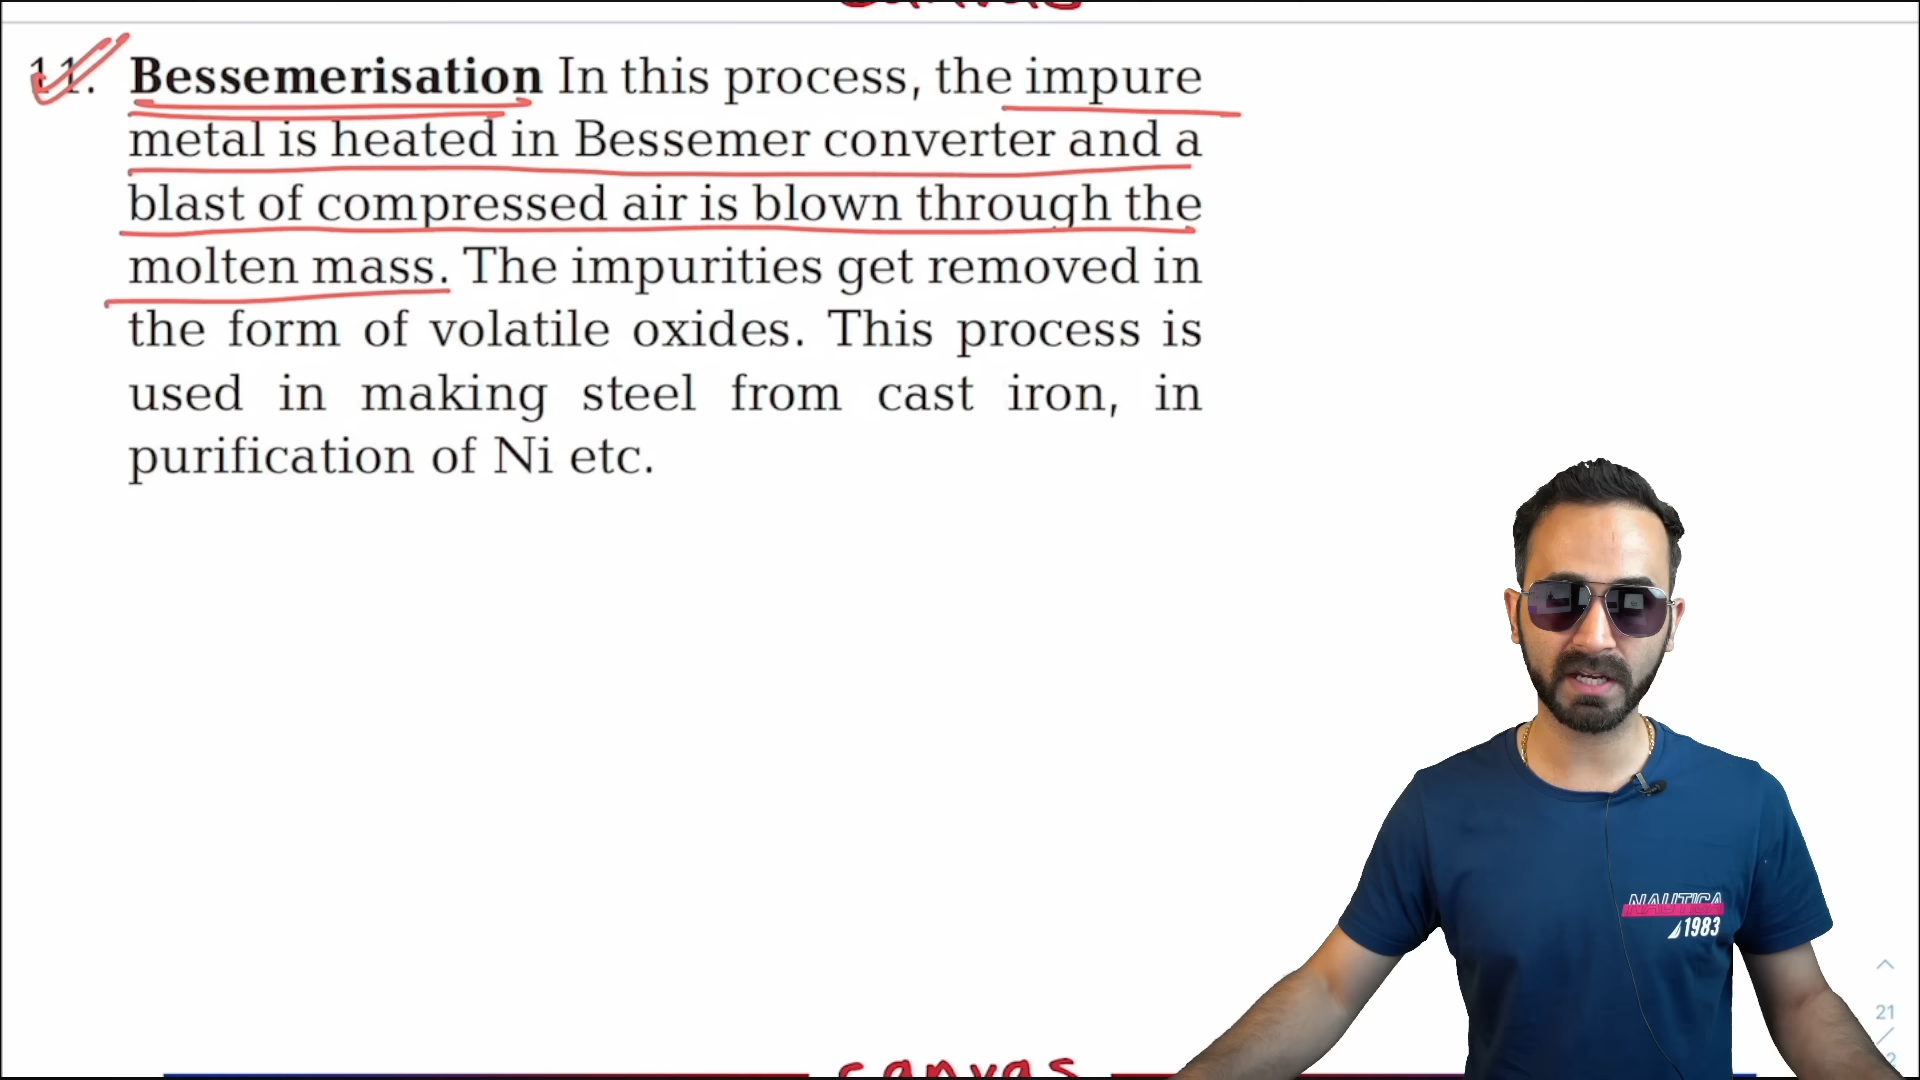 canvas
11. Bessemerisation In this process, the impure
metal is heated in Bessemer converter and a
blast of compressed air is blown through the
molten mass. The impurities get removed in
the form of volatile oxides. This process is
used in making steel from cast iron, in
purification of Ni etc.
NAUTICA
1983
21
/
canvas